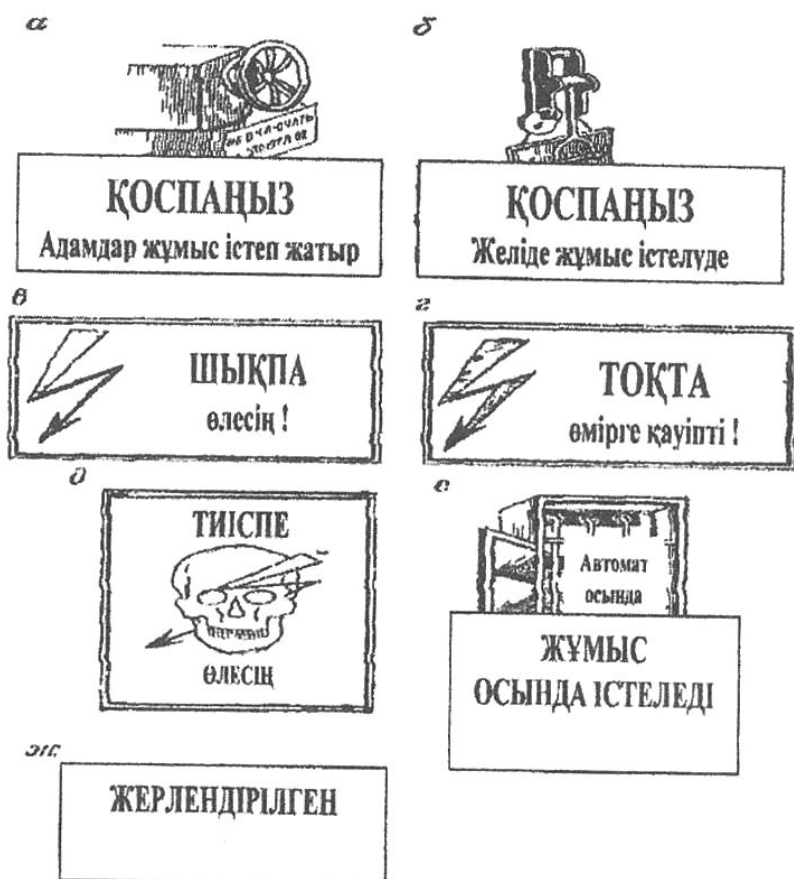 а
б
ҚОСПАҢЫЗ
Адамдар жұмыс істеп жатыр
ҚОСПАҢЫЗ
Желіде жұмыс істелуде
в
г
ШЫҚПА
өлесің !
ТОҚТА
өмірге қауіпті !
д
е
ТИІСПЕ
ӨЛЕСІҢ
Автомат
осында
ЖҰМЫС
ОСЫНДА ІСТЕЛЕДІ
ж.
ЖЕРЛЕНДІРІЛГЕН